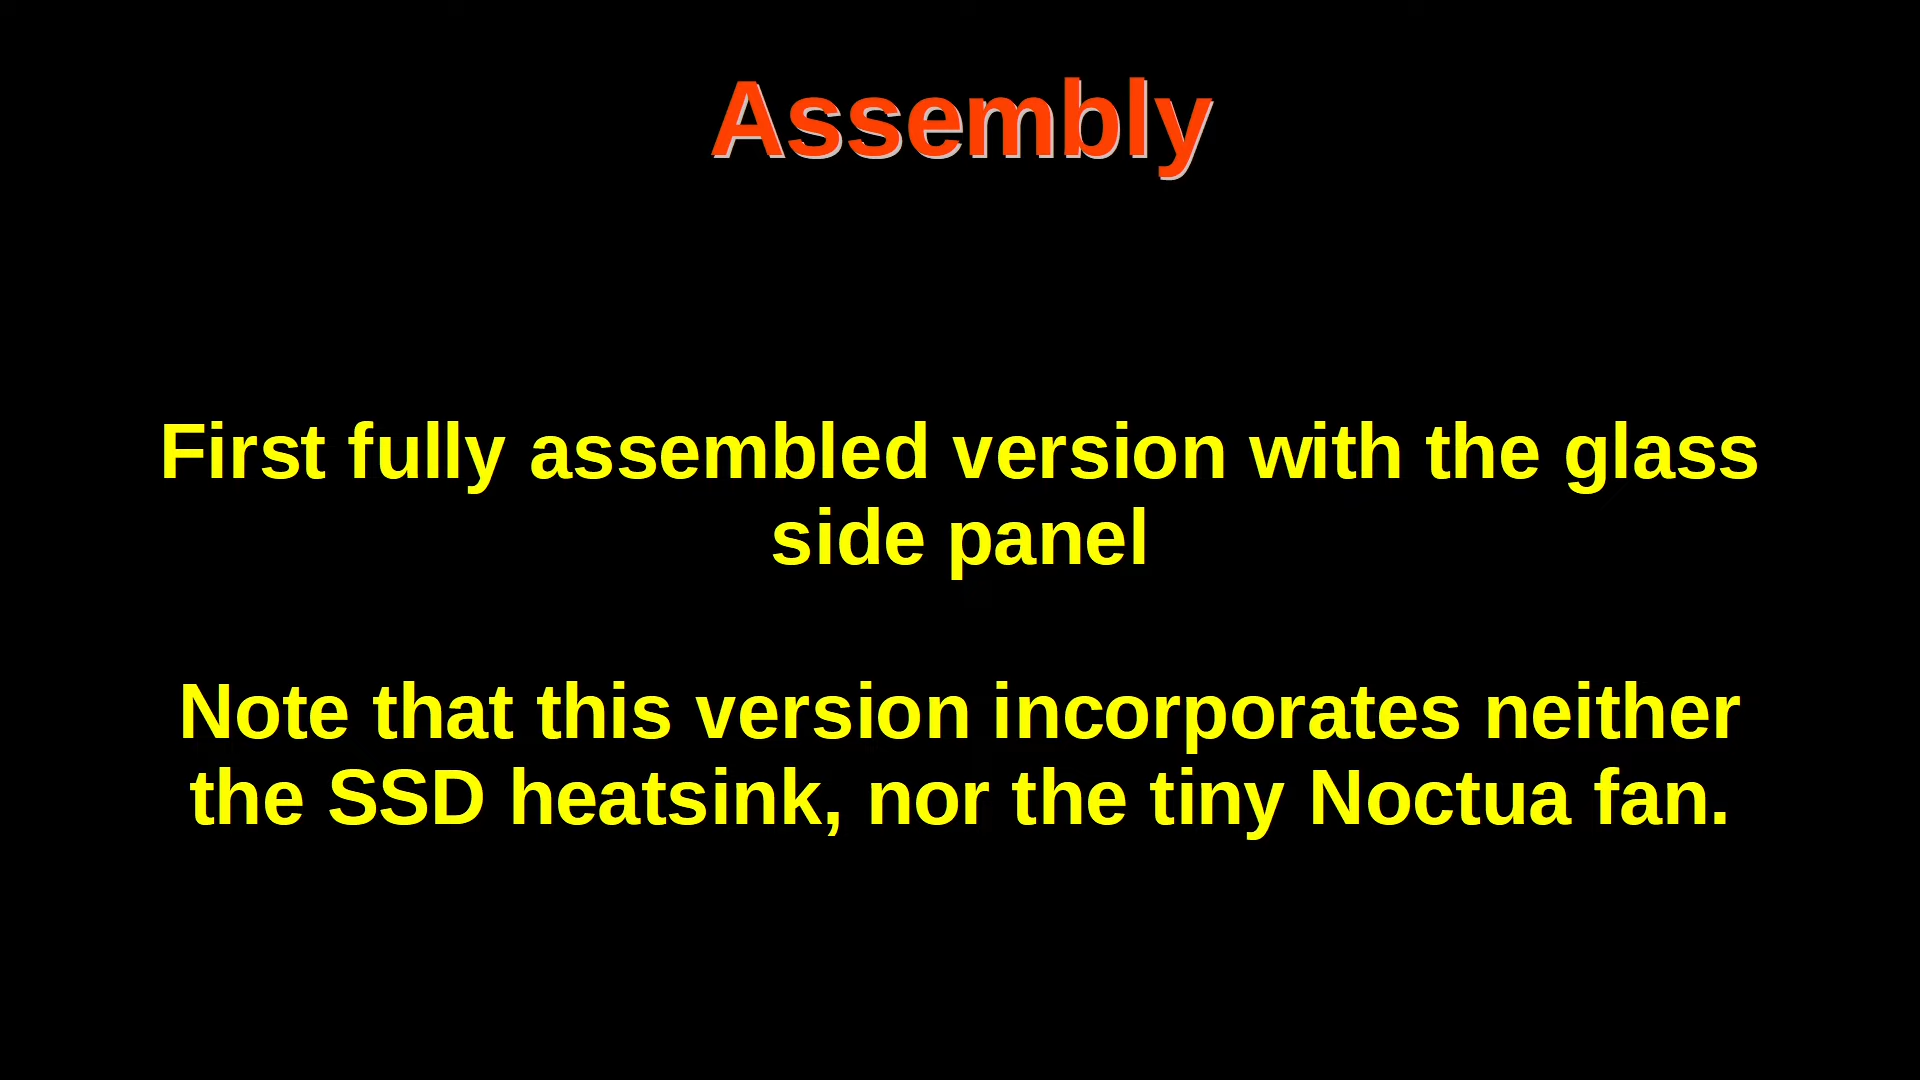 Assembly
First fully assembled version with the glass
side panel
Note that this version incorporates neither
the SSD heatsink, nor the tiny Noctua fan.